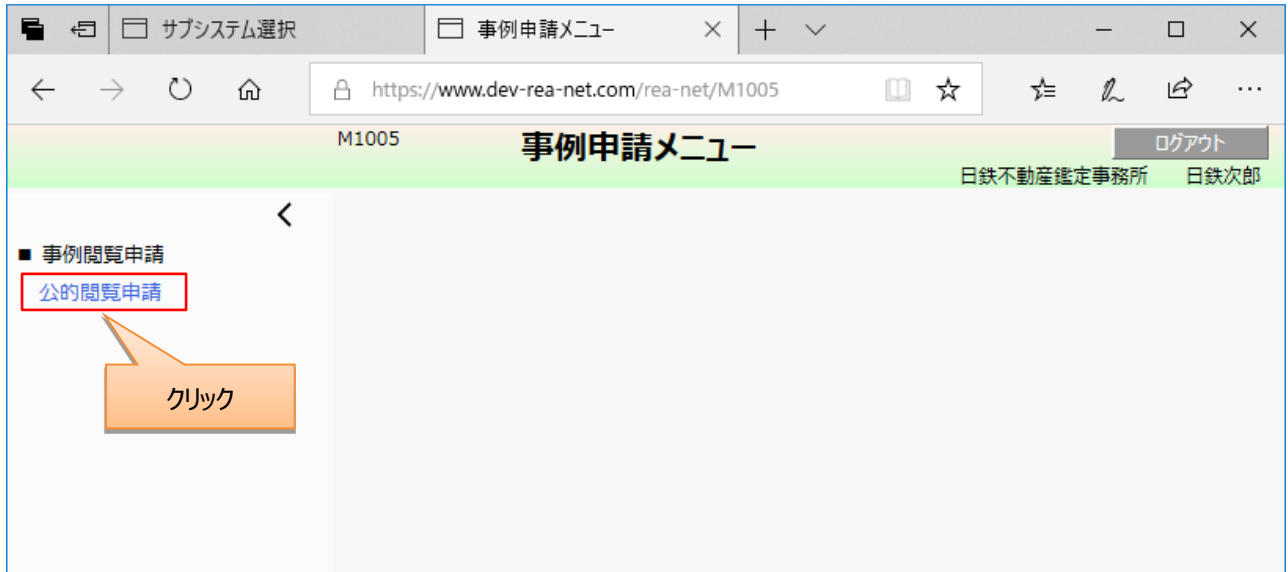 サブシステム選択
事例申請メニュー
https://www.dev-rea-net.com/rea-net/M1005
M1005
事例申請メニュー
ログアウト
日鉄不動産鑑定事務所 日鉄次郎
■ 事例閲覧申請
公的閲覧申請
クリック